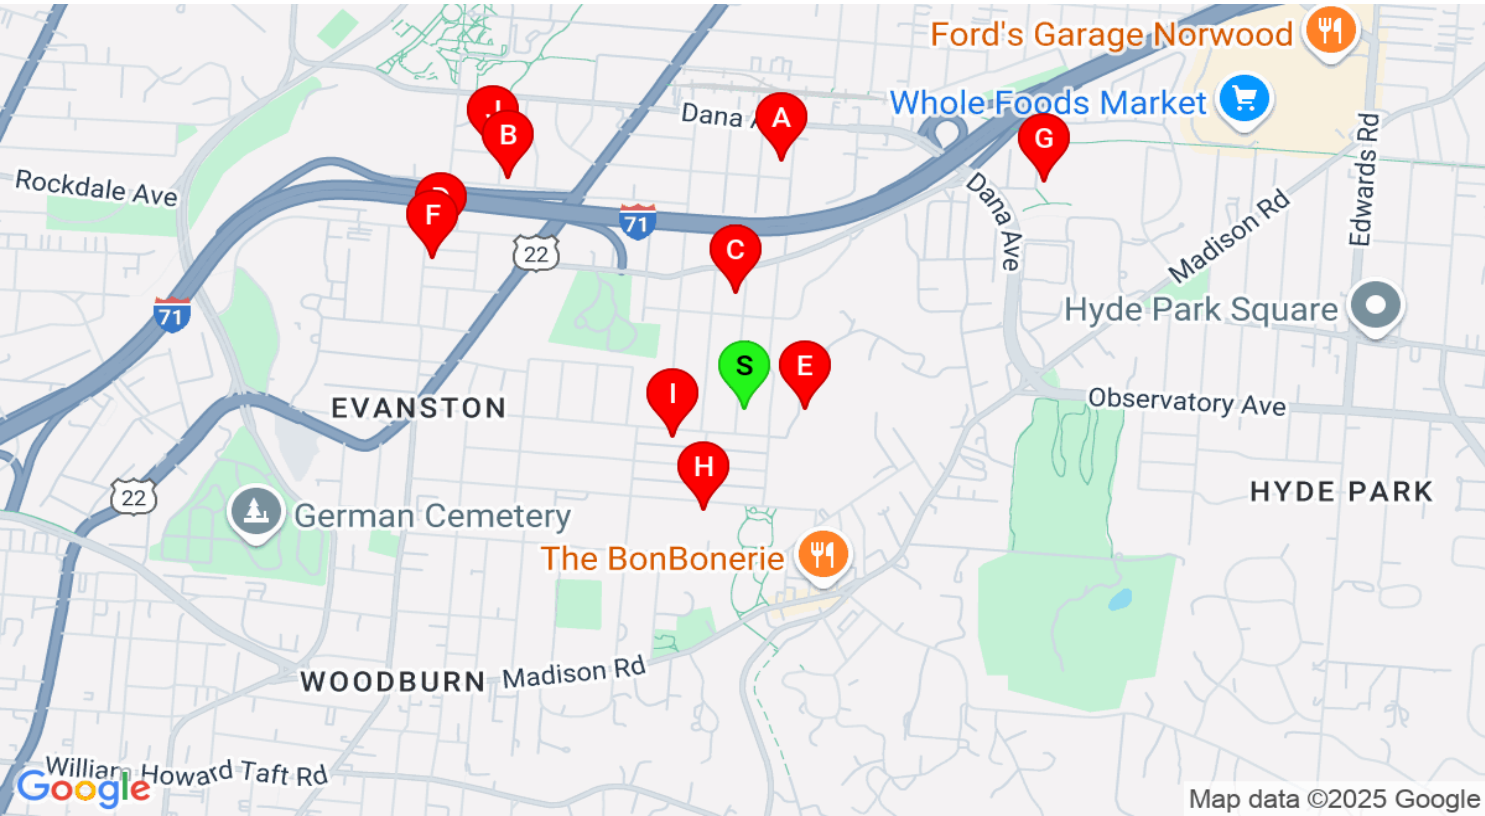 Ford's Garage Norwood
Whole Foods Market
J
Dana A
A
B
G
Edwards Rd
Rockdale Ave
D
F
71
Dana Ave
Madison Rd
22
C
71
Hyde Park Square
S
E
I
EVANSTON
Observatory Ave
H
22
HYDE PARK
German Cemetery
The BonBonerie
WOODBURN
Madison Rd
William Howard Taft Rd
Google
Map data ©2025 Google